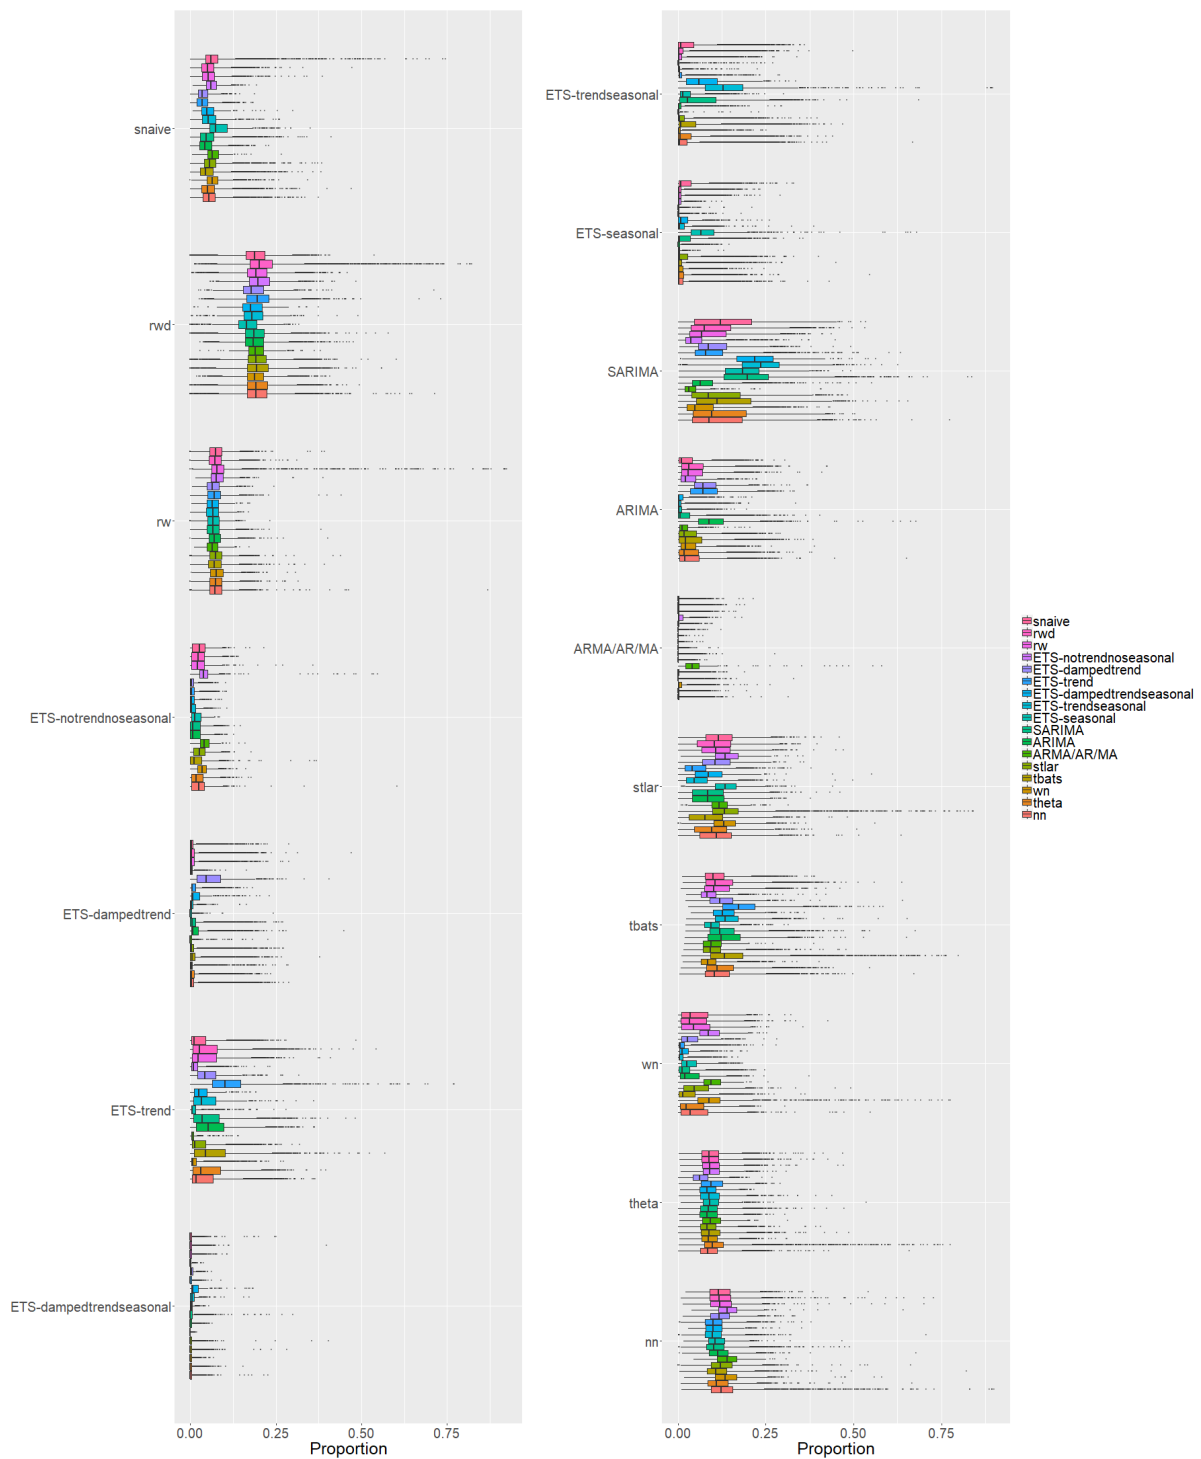 snaive
rwd
rw
ETS-notrendnoseasonal
ETS-dampedtrend
ETS-trend
ETS-dampedtrendseasonal
0.00 0.25 0.50 0.75
Proportion
ETS-trendseasonal
ETS-seasonal
SARIMA
ARIMA
ARMA/AR/MA
stlar
tbats
wn
theta
nn
0.00 0.25 0.50 0.75
Proportion
snaive
rwd
rw
ETS-notrendnoseasonal
ETS-dampedtrend
ETS-trend
ETS-dampedtrendseasonal
ETS-trendseasonal
ETS-seasonal
SARIMA
ARIMA
ARMA/AR/MA
stlar
tbats
wn
theta
nn